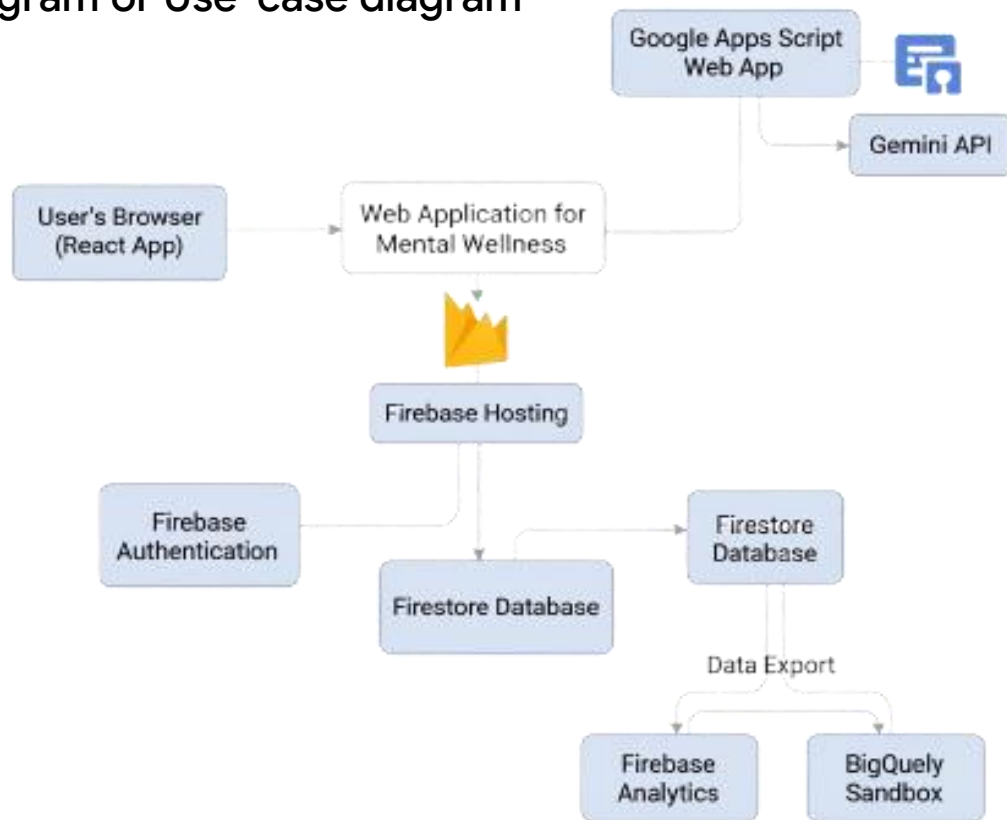 gram or Use-case diagram
Google Apps Script
Web App
Gemini API
User's Browser
(React App)
Web Application for
Mental Wellness
Firebase Hosting
Firebase
Authentication
Firestore Database
Firestore
Database
Data Export
Firebase
Analytics
BigQuely
Sandbox